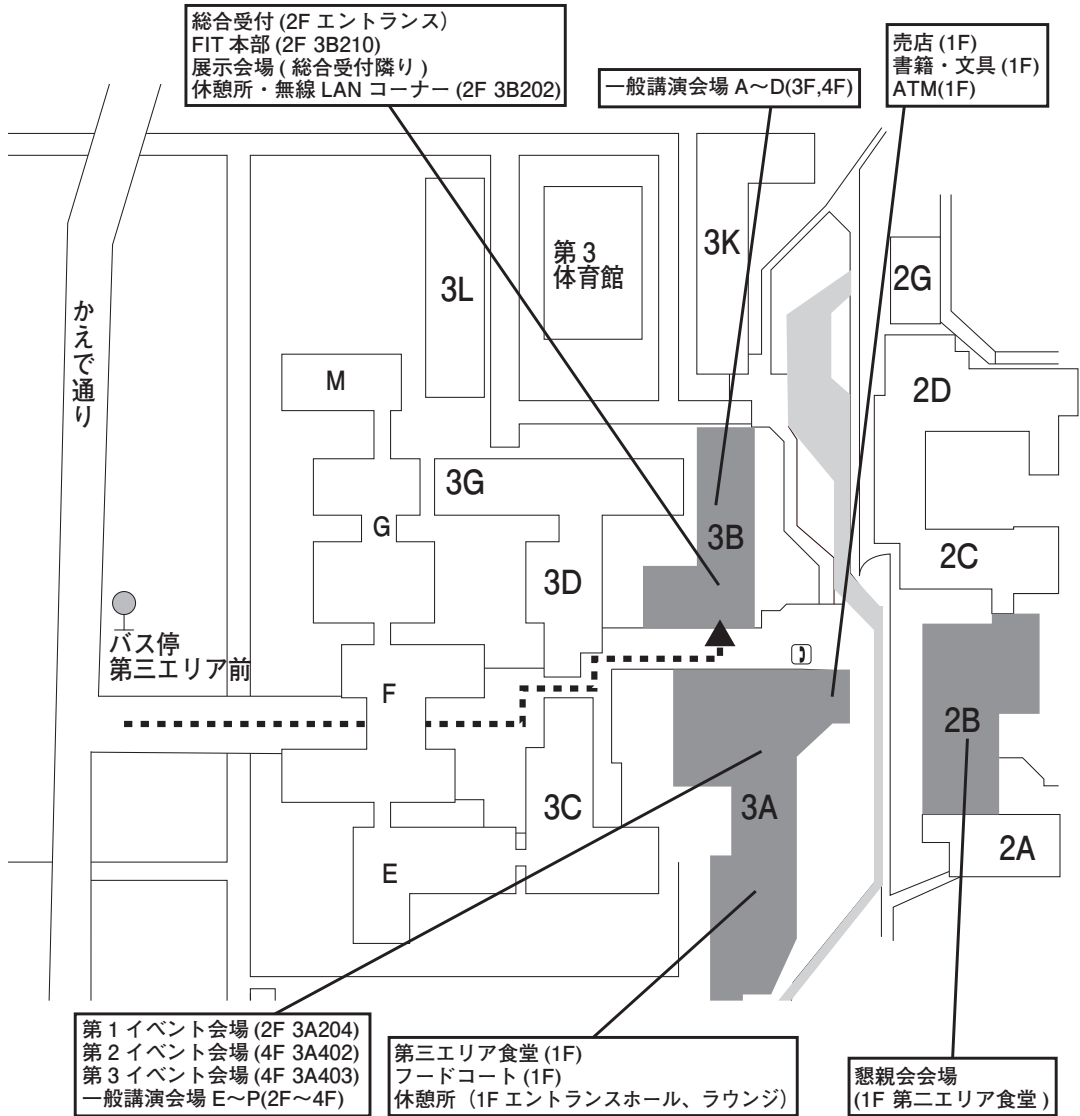 総合受付 (2F エントランス)
FIT 本部 (2F 3B210)
展示会場 ( 総合受付隣り )
休憩所・無線 LAN コーナー (2F 3B202)
一般講演会場 A～D(3F,4F)
売店 (1F)
書籍・文具 (1F)
ATM(1F)
かえで通り
3L
第 3
体育館
3K
2G
M
2D
3G
G
3B
2C
3D
バス停
第三エリア前
F
2B
3C
3A
2A
E
第 1 イベント会場 (2F 3A204)
第 2 イベント会場 (4F 3A402)
第 3 イベント会場 (4F 3A403)
一般講演会場 E～P(2F～4F)
第三エリア食堂 (1F)
フードコート (1F)
休憩所（1F エントランスホール、ラウンジ）
懇親会会場
(1F 第二エリア食堂 )